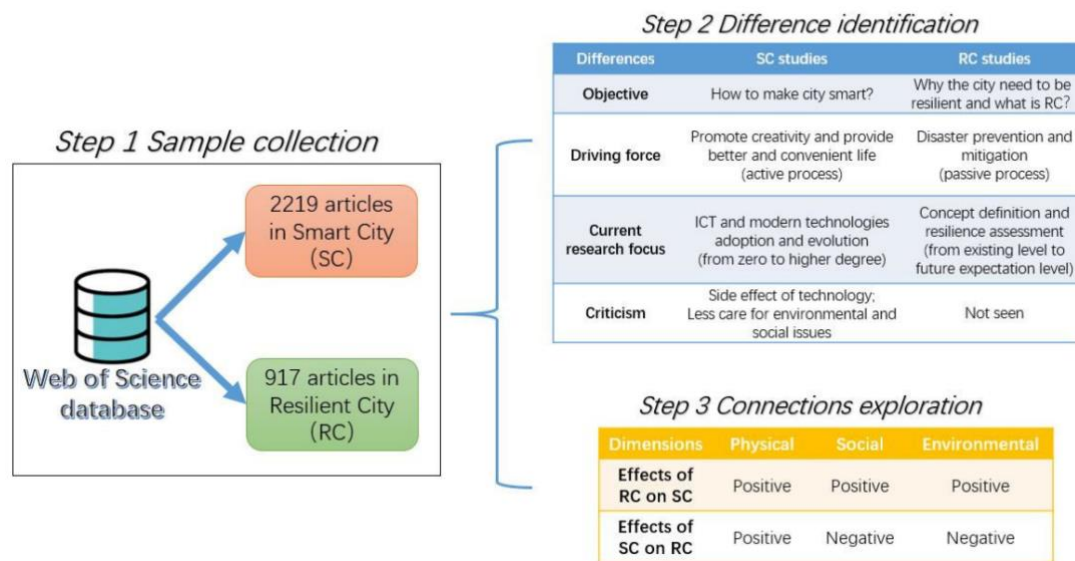 Step 1 Sample collection
2219 articles
in Smart City
(SC)
Web of Science
database
917 articles in
Resilient City
(RC)
Step 2 Difference identification
Differences SC studies RC studies
Objective How to make city smart? Why the city need to be
resilient and what is RC?
Driving force Promote creativity and provide
better and convenient life
(active process) Disaster prevention and
mitigation
(passive process)
Current
research focus ICT and modern technologies
adoption and evolution
(from zero to higher degree) Concept definition and
resilience assessment
(from existing level to
future expectation level)
Criticism Side effect of technology;
Less care for environmental and
social issues Not seen
Step 3 Connections exploration
Dimensions Physical Social Environmental
Effects of
RC on SC Positive Positive Positive
Effects of
SC on RC Positive Negative Negative